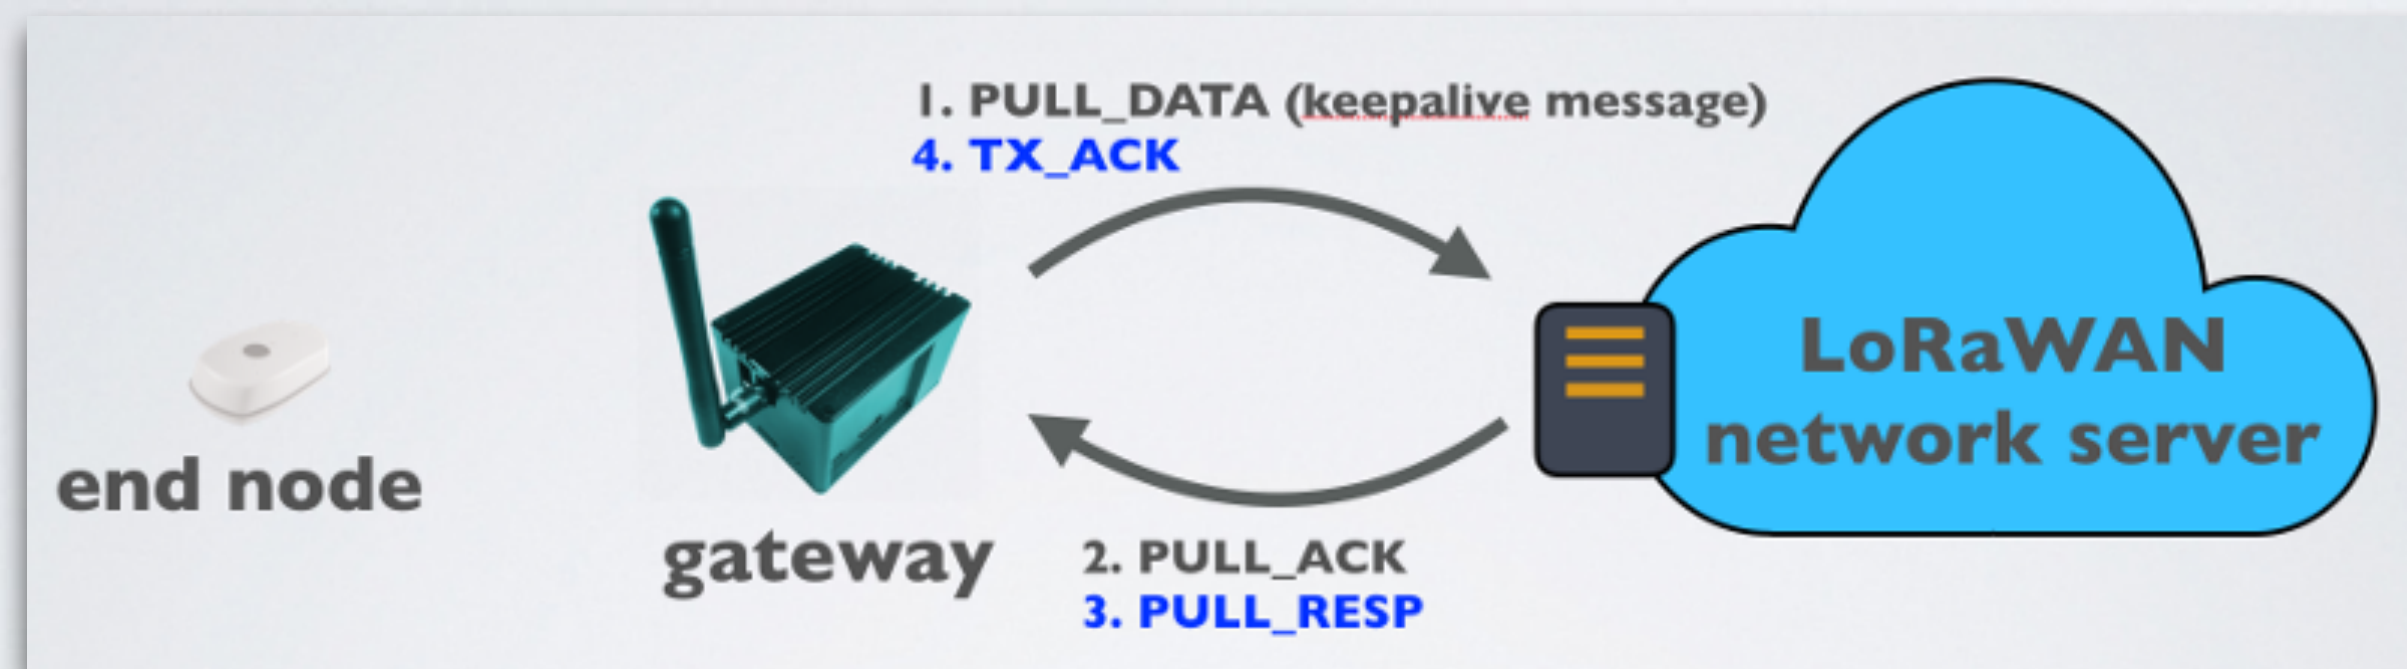 1. PULL_DATA (keepalive message)
4. TX_ACK
LoRaWAN
network server
end node
gateway
2. PULL_ACK
3. PULL_RESP